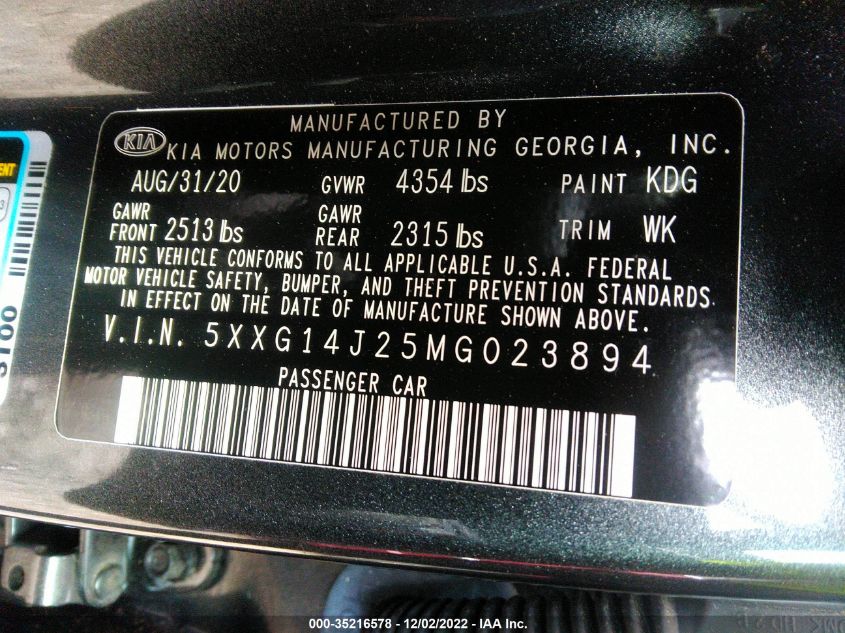 MANUFACTURED BY
KIA KIA MOTORS MANUFACTURING GEORGIA, INC.
AUG/31/20 GVWR 4354 lbs PAINT KDG
GAWR FRONT 2513 lbs GAWR REAR 2315 lbs TRIM WK
THIS VEHICLE CONFORMS TO ALL APPLICABLE U.S.A. FEDERAL
MOTOR VEHICLE SAFETY, BUMPER, AND THEFT PREVENTION STANDARDS
IN EFFECT ON THE DATE OF MANUFACTURE SHOWN ABOVE.
V.I.N. 5XXG14J25MG023894
PASSENGER CAR
000-35216578 - 12/02/2022 - IAA Inc.